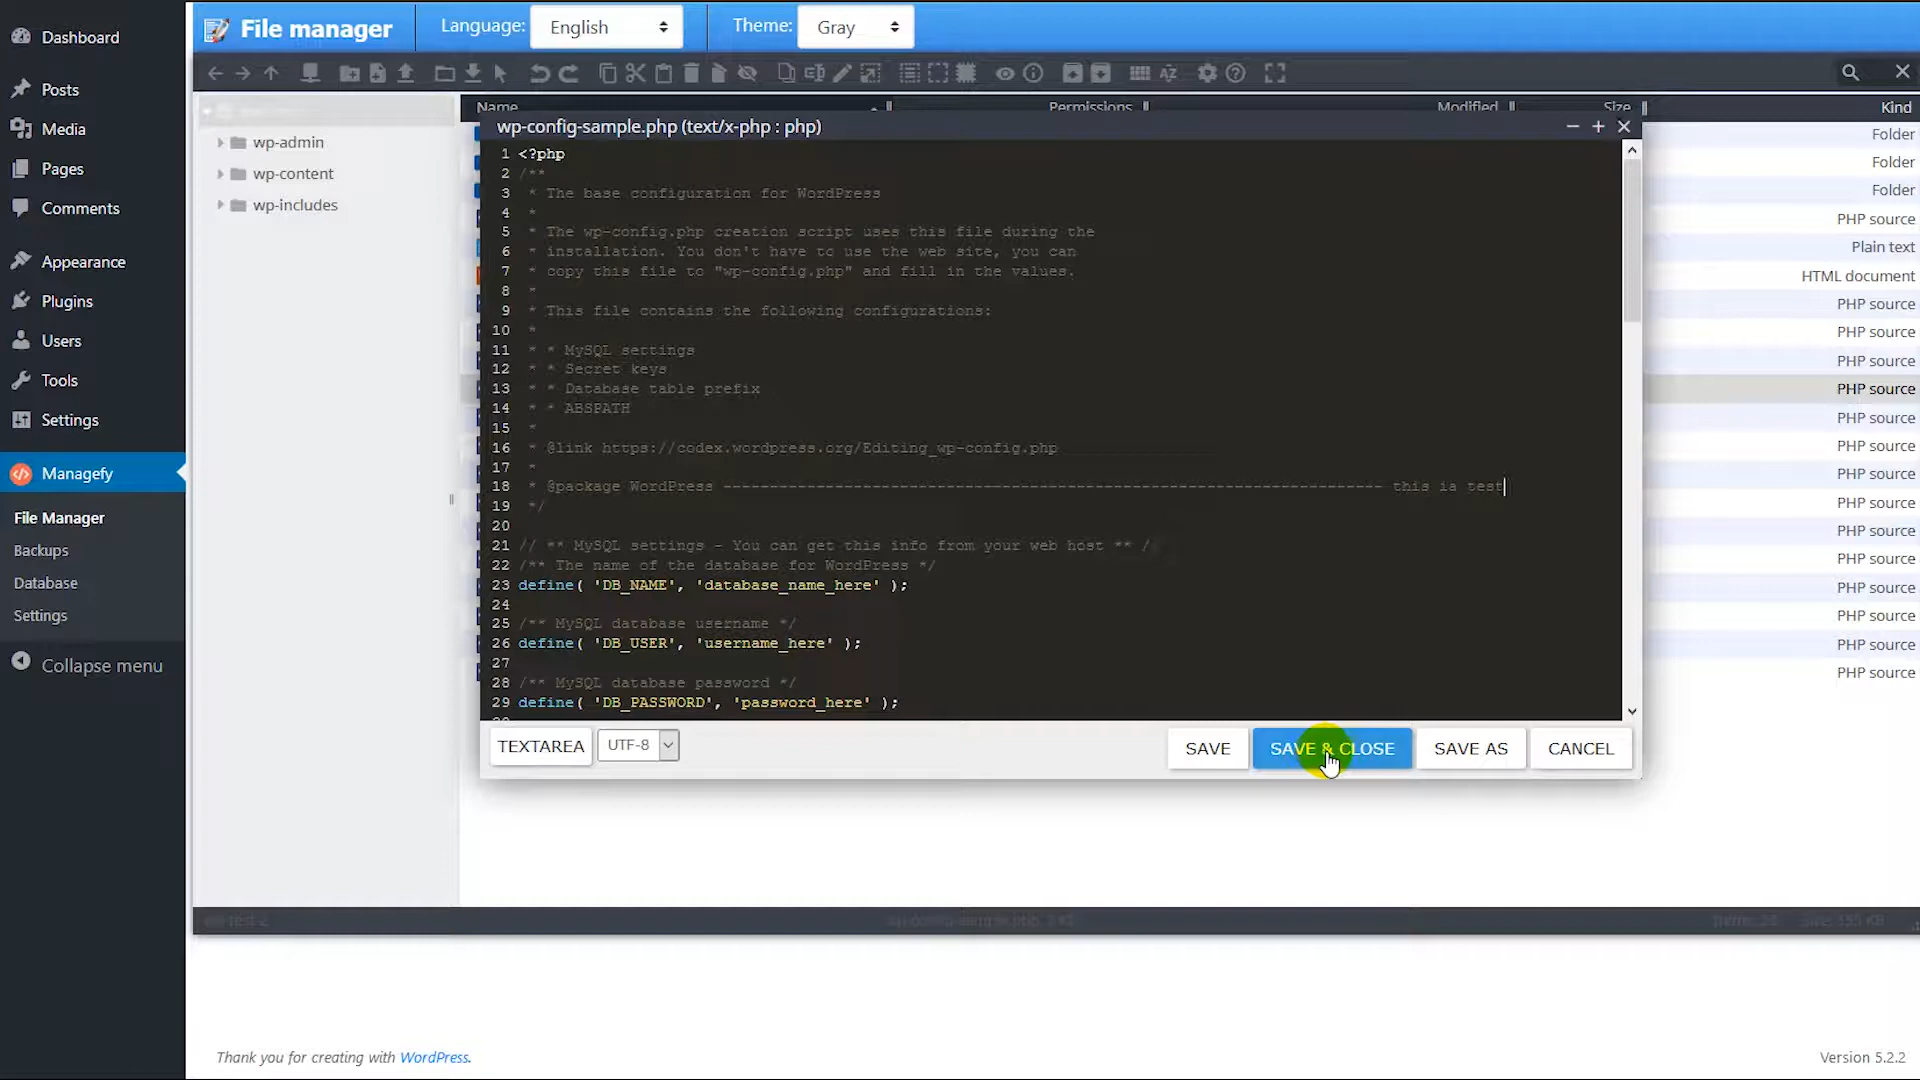 Dashboard
Posts
Media
Pages
Comments
Appearance
Plugins
Users
Tools
Settings
Managefy
File Manager
Backups
Database
Settings
Collapse menu
File manager
Language: English
Theme: Gray
wp-admin
wp-content
wp-includes
Name Permissions Modified Size Kind
Folder
Folder
Folder
PHP source
Plain text
HTML document
PHP source
PHP source
PHP source
PHP source
PHP source
PHP source
PHP source
PHP source
PHP source
PHP source
PHP source
PHP source
PHP source
PHP source
wp-config-sample.php (text/x-php : php)
1 <?php
2 /**
3 * The base configuration for WordPress
4 *
5 * The wp-config.php creation script uses this file during the
6 * installation. You don't have to use the web site, you can
7 * copy this file to "wp-config.php" and fill in the values.
8 *
9 * This file contains the following configurations:
10 *
11 * * MySQL settings
12 * * Secret keys
13 * * Database table prefix
14 * * ABSPATH
15 *
16 * @link https://codex.wordpress.org/Editing_wp-config.php
17 *
18 * @package WordPress ----------------------------------------------------------------------- this ia test
19 */
20
21 // ** MySQL settings - You can get this info from your web host ** /
22 /** The name of the database for WordPress */
23 define( 'DB_NAME', 'database_name_here' );
24
25 /** MySQL database username */
26 define( 'DB_USER', 'username_here' );
27
28 /** MySQL database password */
29 define( 'DB_PASSWORD', 'password_here' );
TEXTAREA UTF-8 SAVE SAVE & CLOSE SAVE AS CANCEL
Thank you for creating with WordPress.
Version 5.2.2